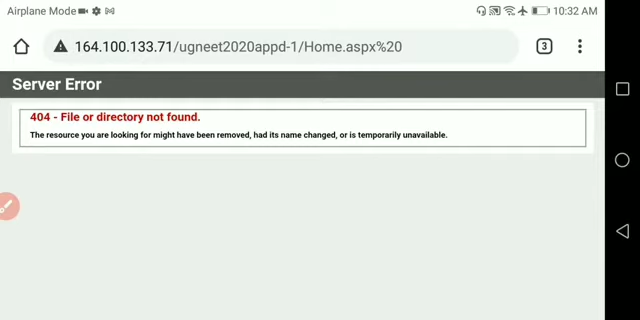 Airplane Mode 10:32 AM
164.100.133.71/ugneet2020appd-1/Home.aspx%20 3
Server Error
404 - File or directory not found.
The resource you are looking for might have been removed, had its name changed, or is temporarily unavailable.